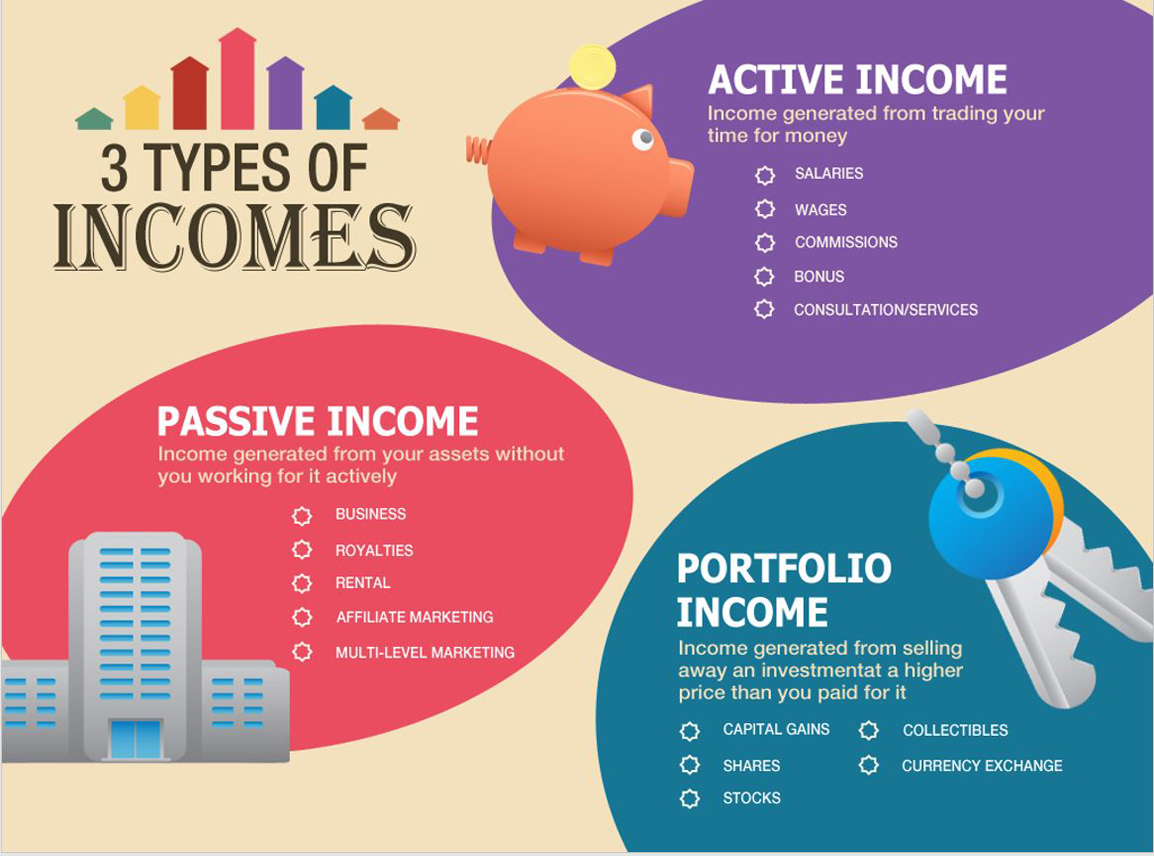 3 TYPES OF
INCOMES
ACTIVE INCOME
Income generated from trading your
time for money
SALARIES
WAGES
COMMISSIONS
BONUS
CONSULTATION/SERVICES
PASSIVE INCOME
Income generated from your assets without
you working for it actively
BUSINESS
ROYALTIES
RENTAL
AFFILIATE MARKETING
MULTI-LEVEL MARKETING
PORTFOLIO
INCOME
Income generated from selling
away an investmentat a higher
price than you paid for it
CAPITAL GAINS
SHARES
STOCKS
COLLECTIBLES
CURRENCY EXCHANGE